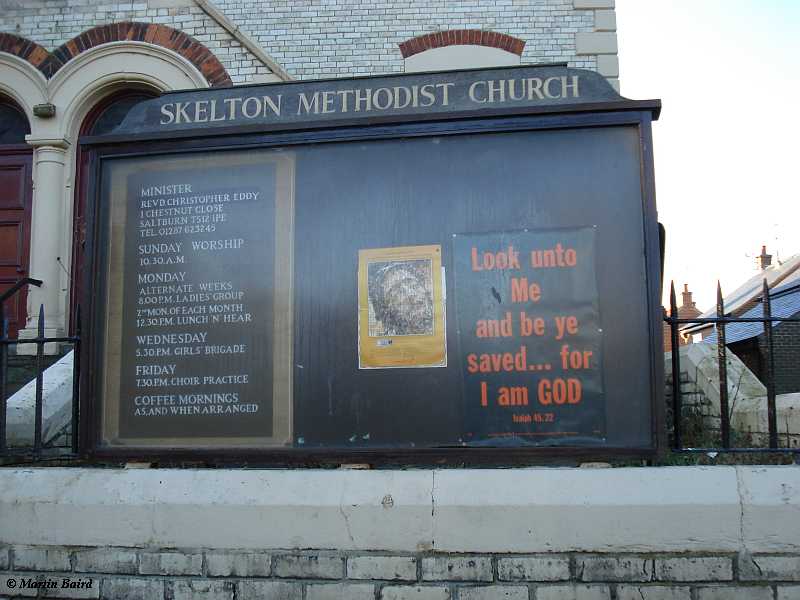 SKELTON METHODIST CHURCH
MINISTER
REVD CHRISTOPHER EDDY
1 CHESTNUT CLOSE
SALTBURN TS12 1PE
TEL. 01287 623245
SUNDAY WORSHIP
10.30.A.M.
MONDAY
ALTERNATE WEEKS
8.00 P.M. LADIES' GROUP
2ND MON. OF EACH MONTH
12.30.P.M. LUNCH 'N' HEAR
WEDNESDAY
5.30.P.M. GIRLS' BRIGADE
FRIDAY
7.30.P.M. CHOIR PRACTICE
COFFEE MORNINGS
AS, AND WHEN ARRANGED
Look unto
Me
and be ye
saved... for
I am GOD
Isaiah 45. 22
© Martin Baird